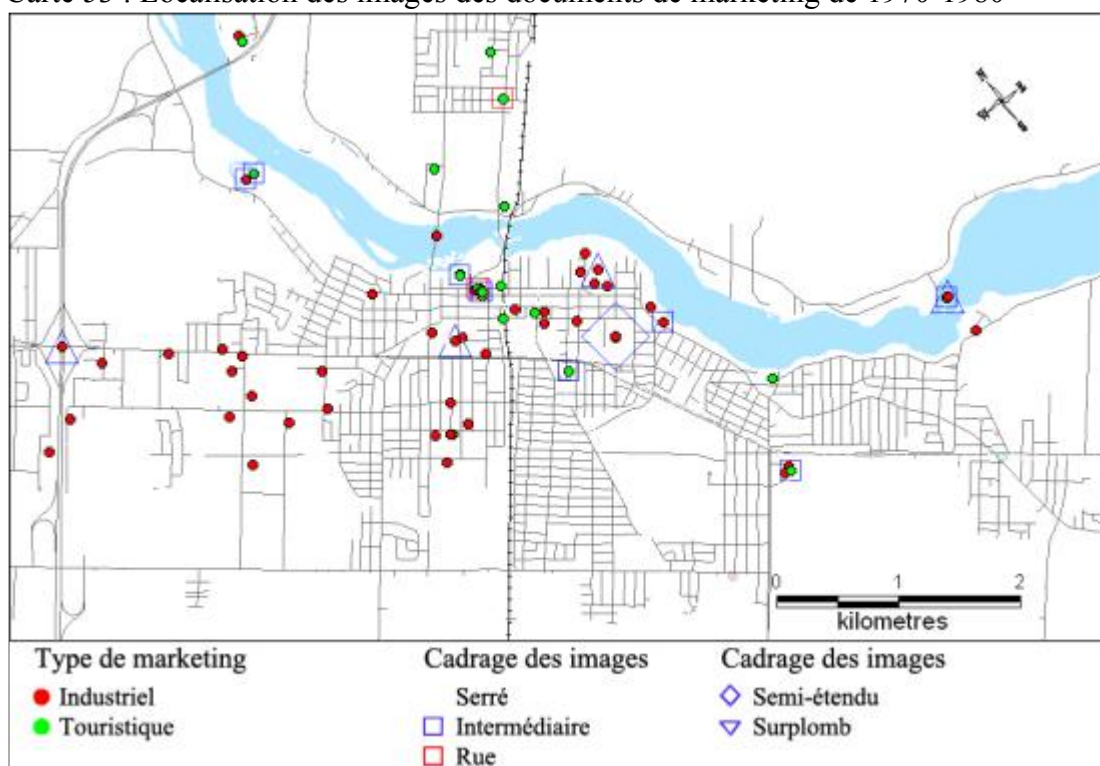 Carte 33 : Localisation des images des documents de marketing de 1970-1980
0 1 2
kilometres
Type de marketing
Industriel
Touristique
Cadrage des images
Serré
Intermédiaire
Rue
Cadrage des images
Semi-étendu
Surplomb